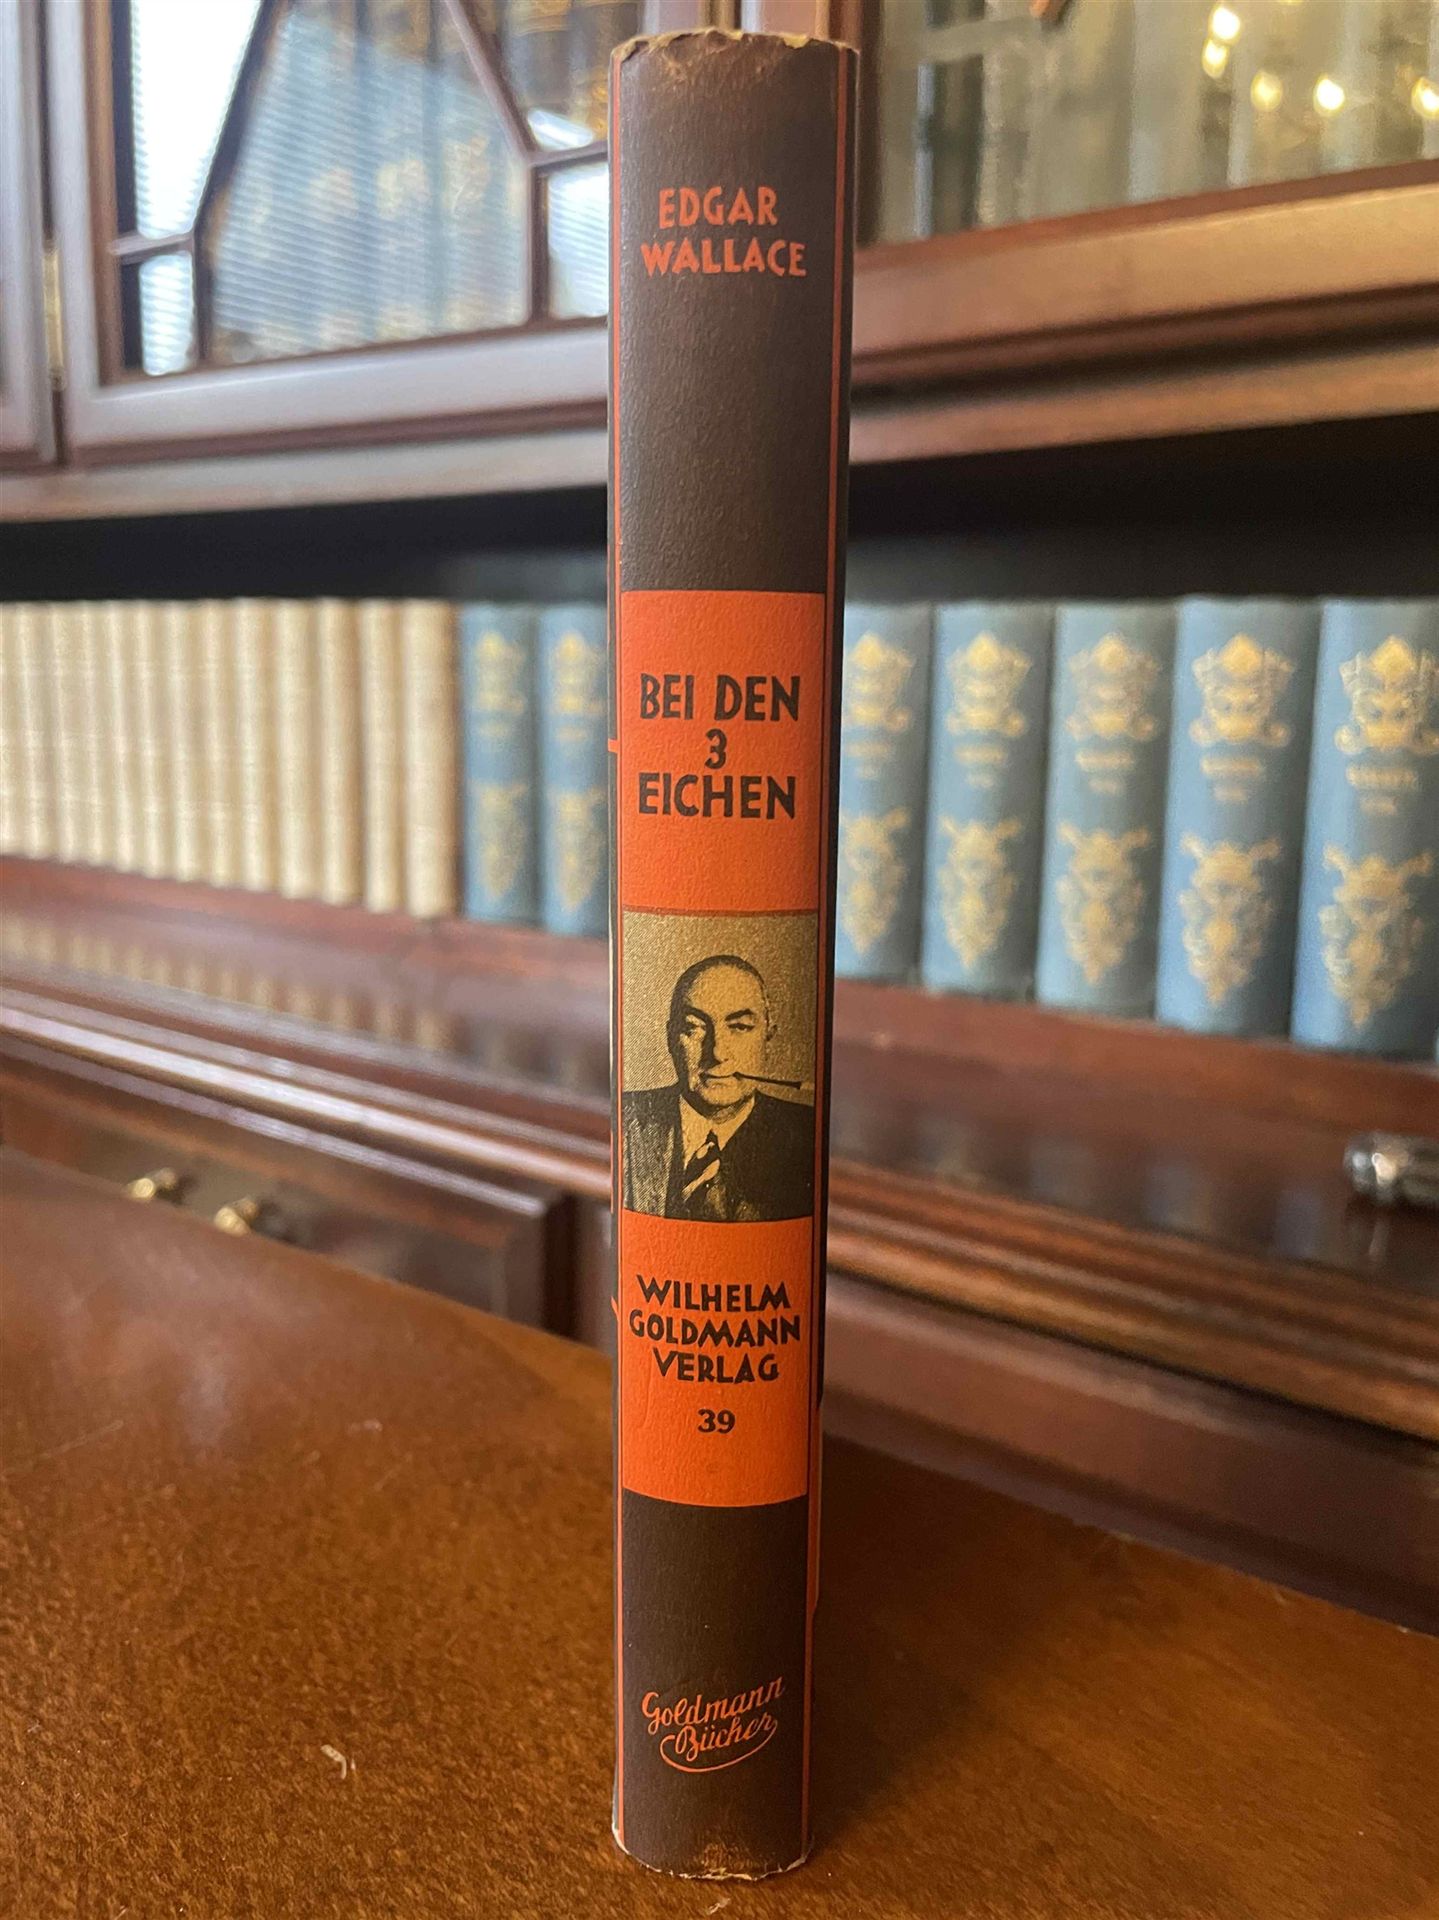 EDGAR
WALLACE
BEI DEN
3
EICHEN
WILHELM
GOLDMANN
VERLAG
39
Goldmann
Bücher